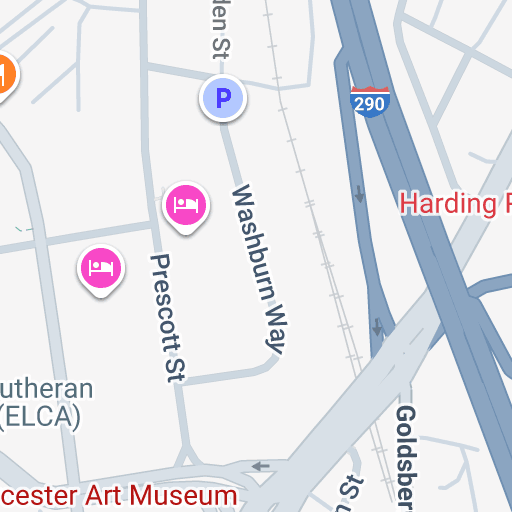 den St
P
290
Harding P
Washburn Way
Prescott St
utheran
(ELCA)
Goldsber
St
cester Art Museum